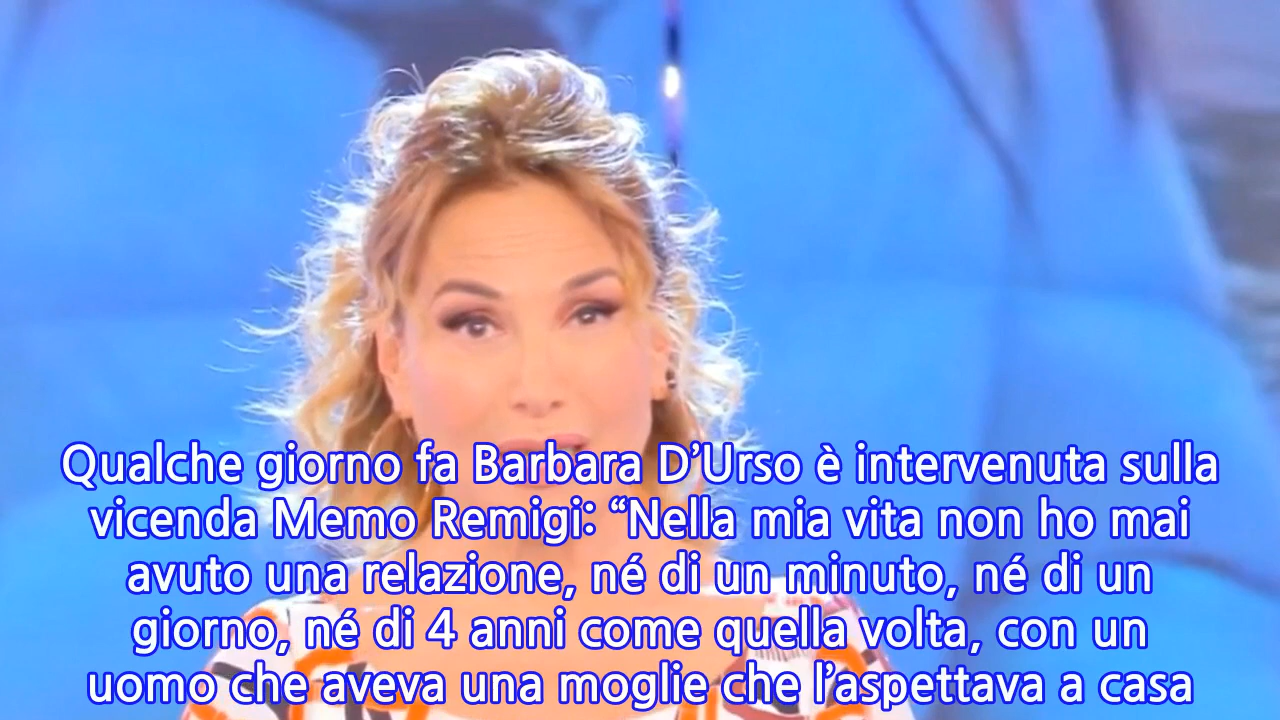 Qualche giorno fa Barbara D’Urso è intervenuta sulla
vicenda Memo Remigi: “Nella mia vita non ho mai
avuto una relazione, né di un minuto, né di un
giorno, né di 4 anni come quella volta, con un
uomo che aveva una moglie che l’aspettava a casa